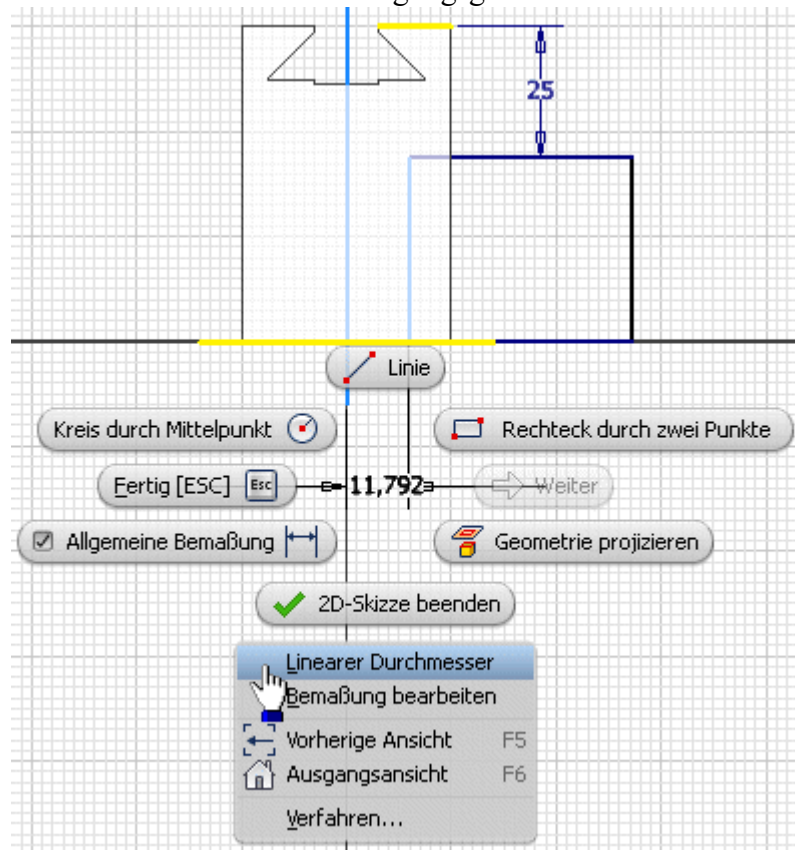 25
Linie
Kreis durch Mittelpunkt
Rechteck durch zwei Punkte
Fertig [ESC] Esc
11,792
Weiter
Allgemeine Bemaßung
Geometrie projizieren
2D-Skizze beenden
Linearer Durchmesser
Bemaßung bearbeiten
Vorherige Ansicht F5
Ausgangsansicht F6
Verfahren...